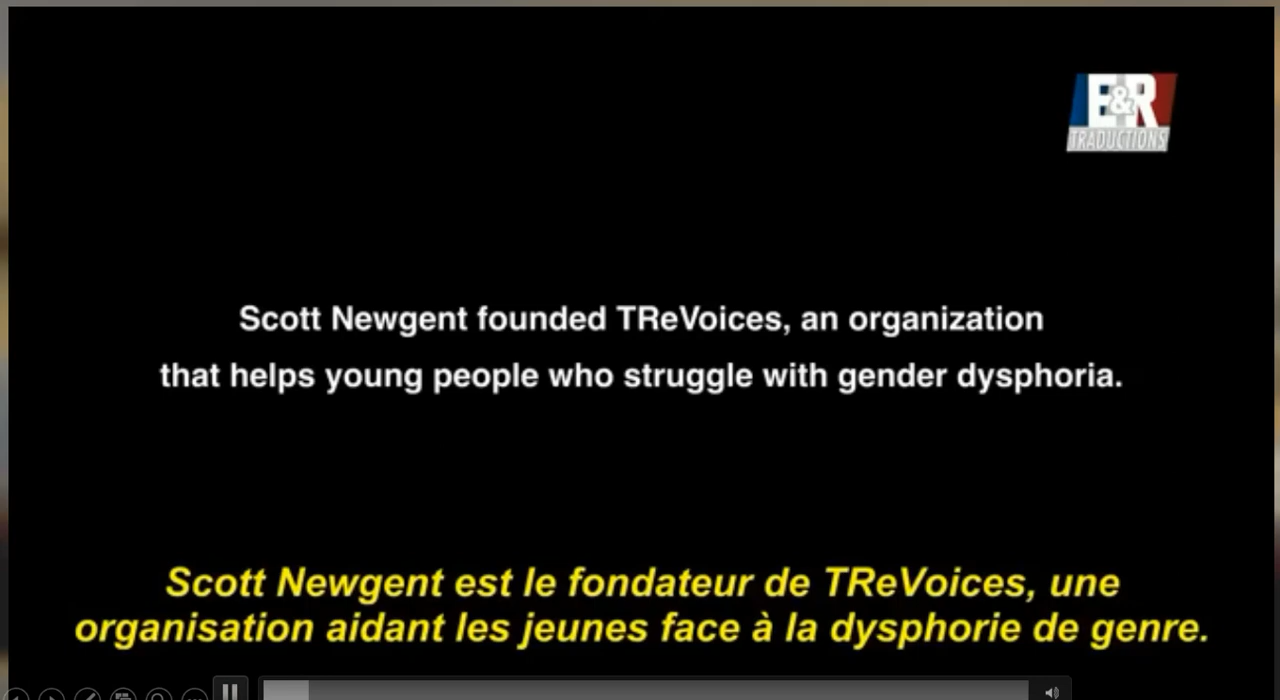 E&R
TRADUCTIONS
Scott Newgent founded TReVoices, an organization
that helps young people who struggle with gender dysphoria.
Scott Newgent est le fondateur de TReVoices, une
organisation aidant les jeunes face à la dysphorie de genre.